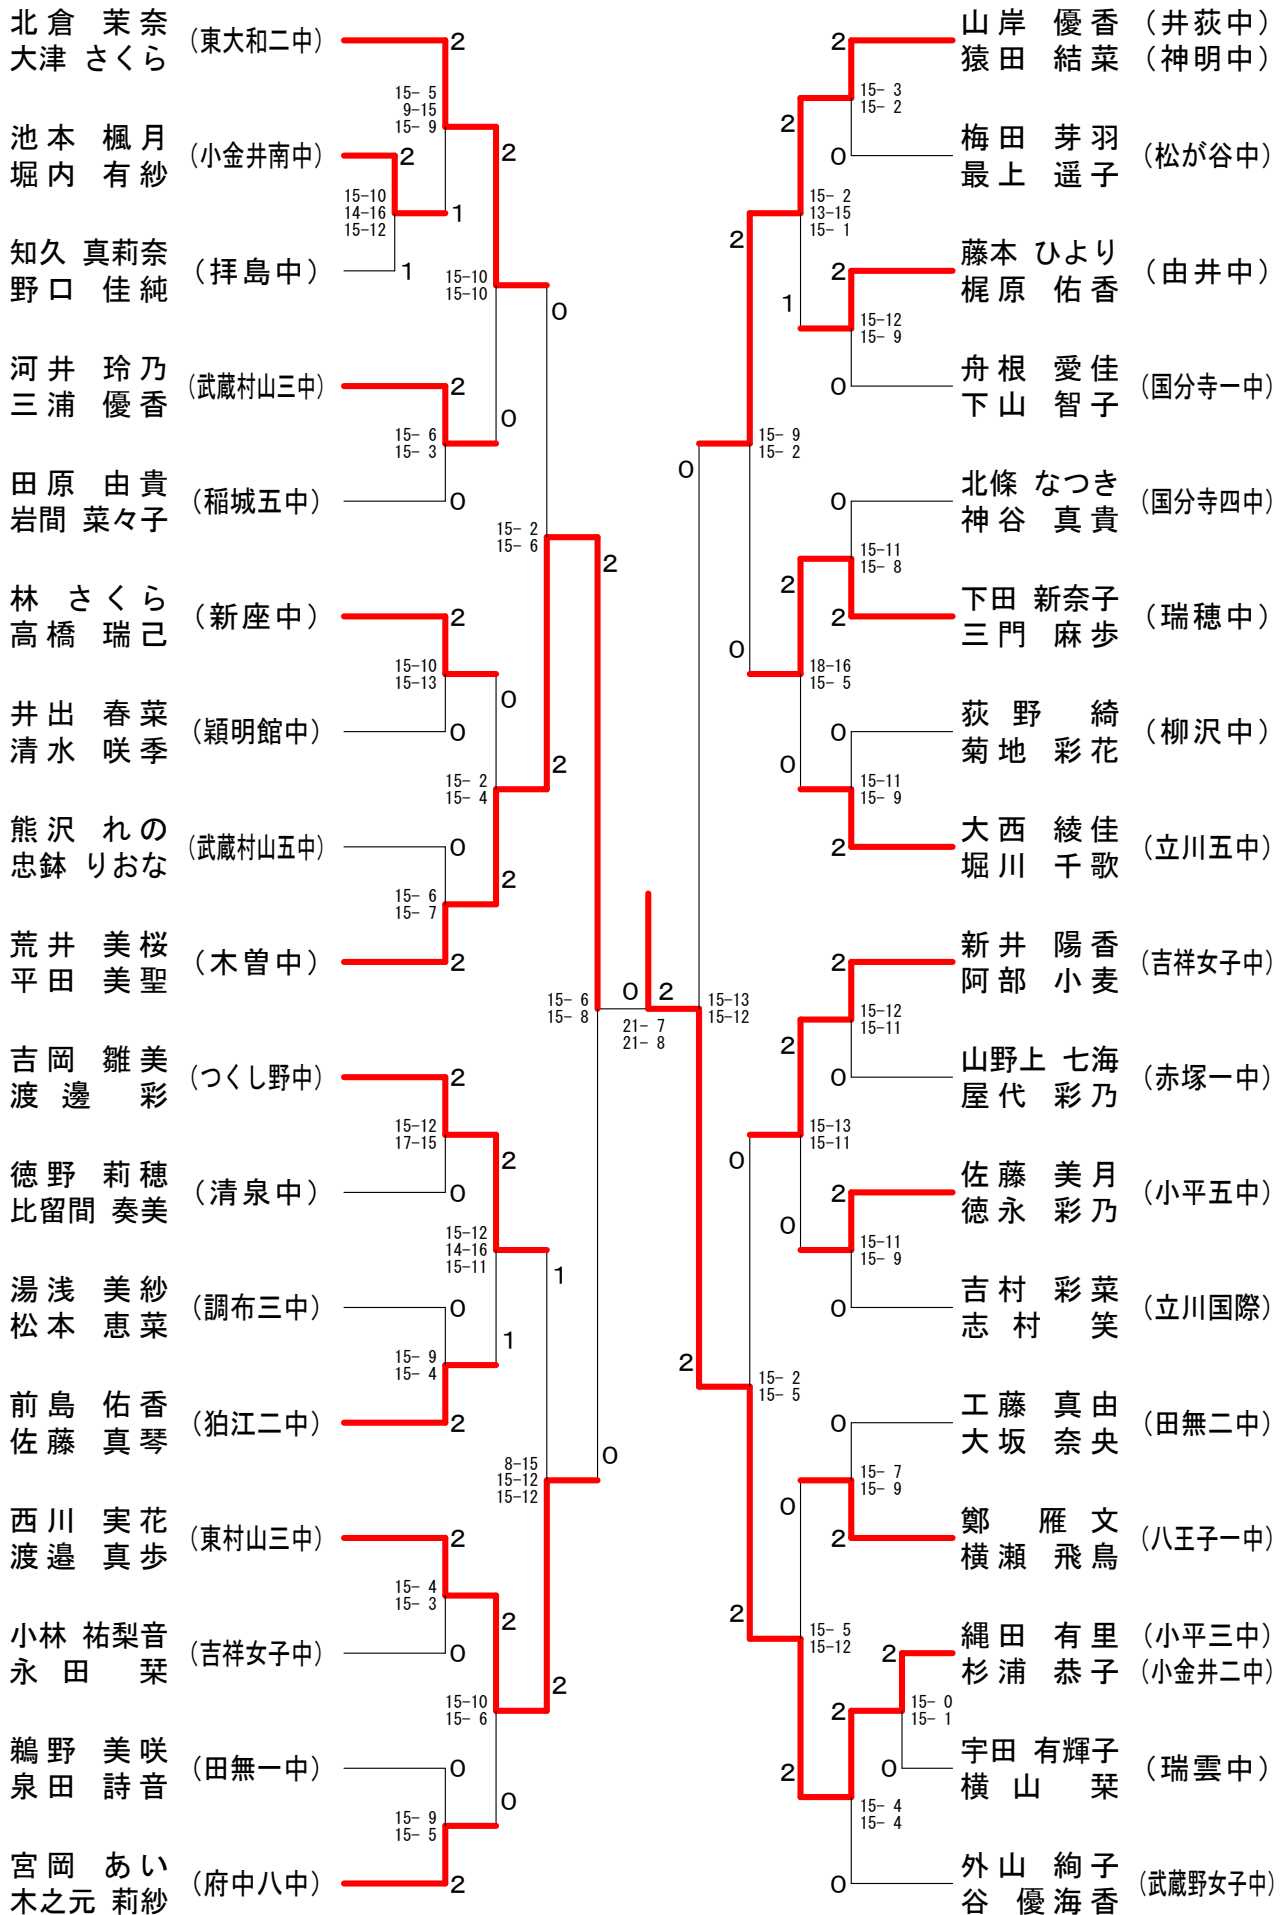 北倉 茉奈
大津 さくら
(東大和二中)
2
15- 5
9-15
15- 9
池本 楓月
堀内 有紗
(小金井南中)
2
2
15-10
14-16
15-12
1
知久 真莉奈
野口 佳純
(拝島中)
1
15-10
15-10
0
河井 玲乃
三浦 優香
(武蔵村山三中)
2
0
15- 6
15- 3
田原 由貴
岩間 菜々子
(稲城五中)
0
15- 2
15- 6
2
林 さくら
高橋 瑞己
(新座中)
2
15-10
15-13
0
井出 春菜
清水 咲季
(穎明館中)
0
2
15- 2
15- 4
熊沢 れの
忠鉢 りおな
(武蔵村山五中)
0
2
15- 6
15- 7
荒井 美桜
平田 美聖
(木曽中)
2
15- 6
15- 8
0
2
21- 7
21- 8
吉岡 雛美
渡邊 彩
(つくし野中)
2
15-12
17-15
2
徳野 莉穂
比留間 奏美
(清泉中)
0
15-12
14-16
15-11
1
湯浅 美紗
松本 恵菜
(調布三中)
0
1
15- 9
15- 4
前島 佑香
佐藤 真琴
(狛江二中)
2
8-15
15-12
15-12
0
西川 実花
渡邉 真歩
(東村山三中)
2
15- 4
15- 3
2
小林 祐梨音
永田 栞
(吉祥女子中)
0
2
15-10
15- 6
鵜野 美咲
泉田 詩音
(田無一中)
0
0
15- 9
15- 5
宮岡 あい
木之元 莉紗
(府中八中)
2
2
山岸 優香
猿田 結菜
(井荻中)
(神明中)
15- 3
15- 2
2
0
梅田 芽羽
最上 遥子
(松が谷中)
15- 2
13-15
15- 1
2
2
藤本 ひより
梶原 佑香
(由井中)
1
15-12
15- 9
0
舟根 愛佳
下山 智子
(国分寺一中)
15- 9
15- 2
0
0
北條 なつき
神谷 真貴
(国分寺四中)
15-11
15- 8
2
2
下田 新奈子
三門 麻歩
(瑞穂中)
0
18-16
15- 5
0
荻野 綺
菊地 彩花
(柳沢中)
0
15-11
15- 9
2
大西 綾佳
堀川 千歌
(立川五中)
15-13
15-12
2
新井 陽香
阿部 小麦
(吉祥女子中)
15-12
15-11
2
0
山野上 七海
屋代 彩乃
(赤塚一中)
15-13
15-11
0
2
佐藤 美月
徳永 彩乃
(小平五中)
0
15-11
15- 9
0
吉村 彩菜
志村 笑
(立川国際)
2
15- 2
15- 5
0
工藤 真由
大坂 奈央
(田無二中)
15- 7
15- 9
0
2
鄭 雁文
横瀬 飛鳥
(八王子一中)
2
15- 5
15-12
2
縄田 有里
杉浦 恭子
(小平三中)
(小金井二中)
2
15- 0
15- 1
0
宇田 有輝子
横山 栞
(瑞雲中)
2
15- 4
15- 4
0
外山 絢子
谷 優海香
(武蔵野女子中)